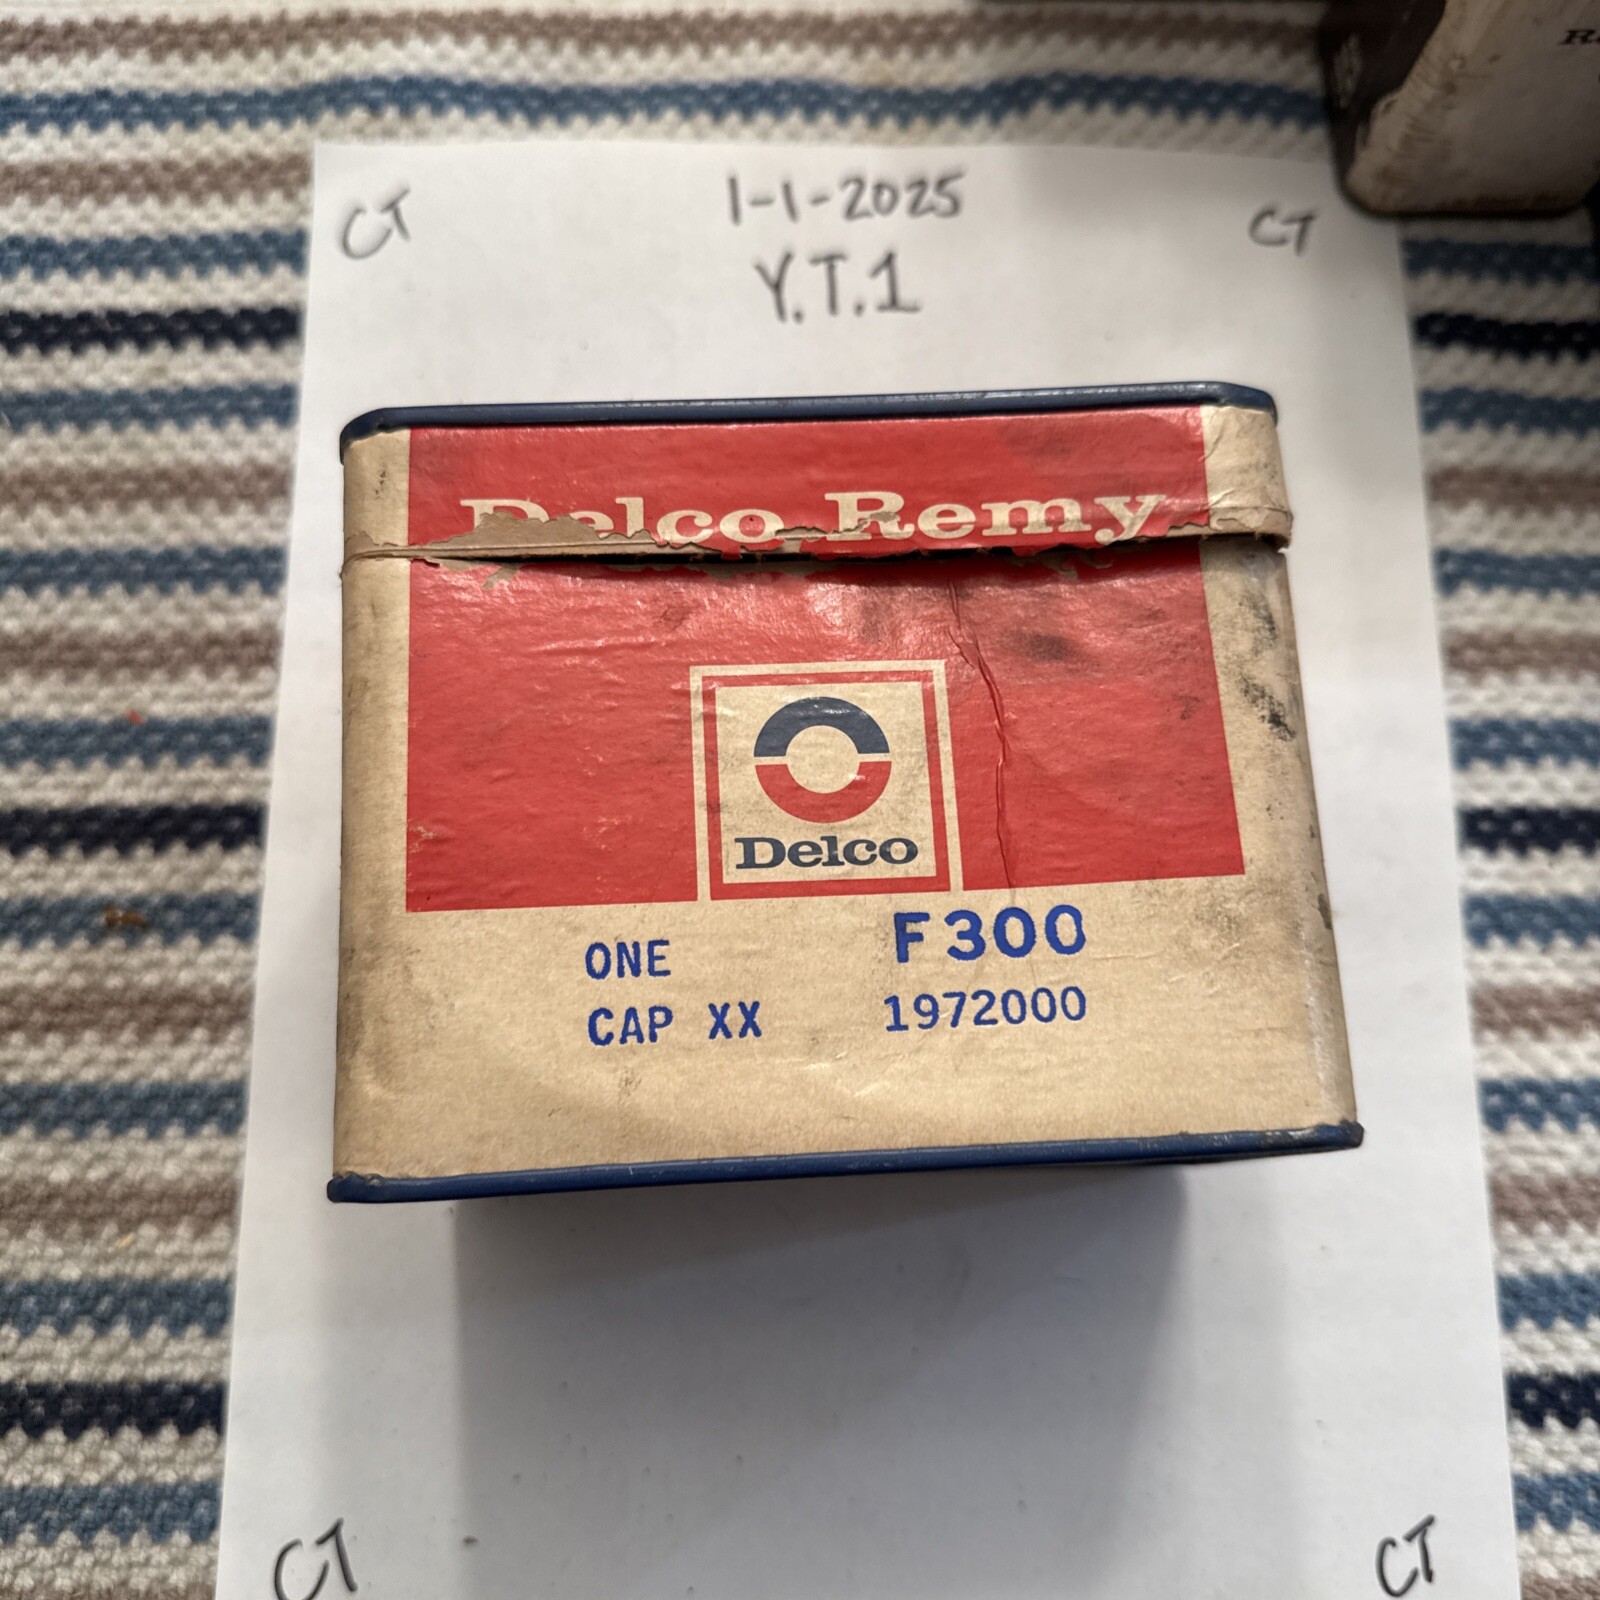 R
CT 1-1-2025 CT
Y.T.1
Delco Remy
Delco
ONE F300
CAP XX 1972000
CT CT